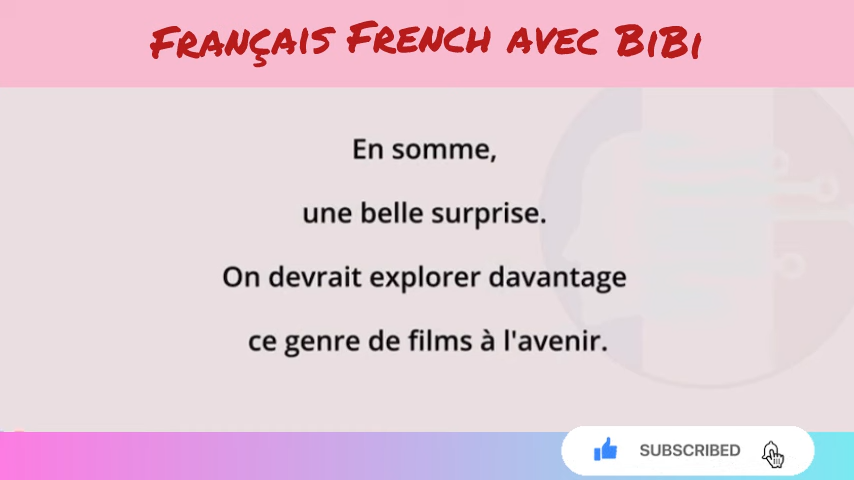 Français French avec BiBi
En somme,
une belle surprise.
On devrait explorer davantage
ce genre de films à l'avenir.
SUBSCRIBED